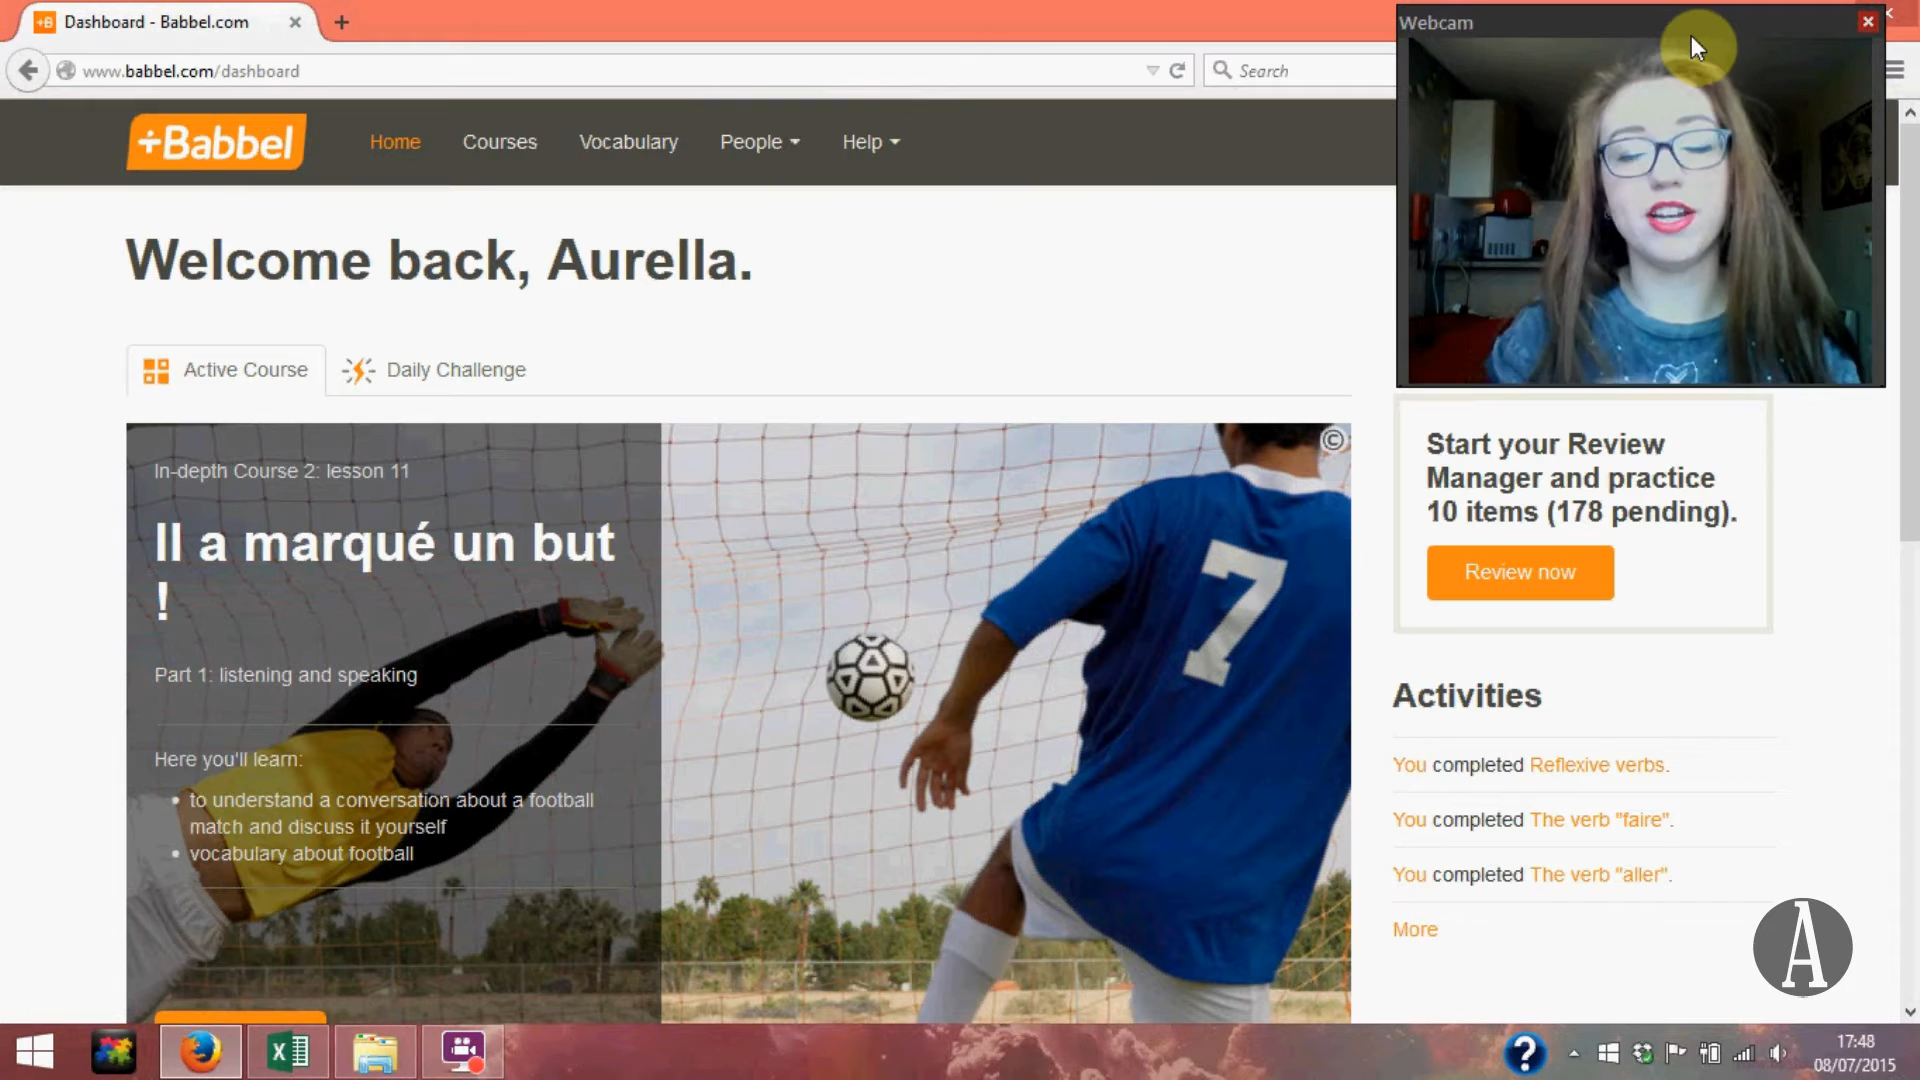 Dashboard - Babbel.com
www.babbel.com/dashboard
Search
Webcam
+Babbel
Home
Courses
Vocabulary
People
Help
Welcome back, Aurella.
Active Course
Daily Challenge
In-depth Course 2: lesson 11
Il a marqué un but
!
Part 1: listening and speaking
Here you'll learn:
• to understand a conversation about a football
match and discuss it yourself
• vocabulary about football
7
©
Start your Review
Manager and practice
10 items (178 pending).
Review now
Activities
You completed Reflexive verbs.
You completed The verb "faire".
You completed The verb "aller".
More
A
17:48
08/07/2015